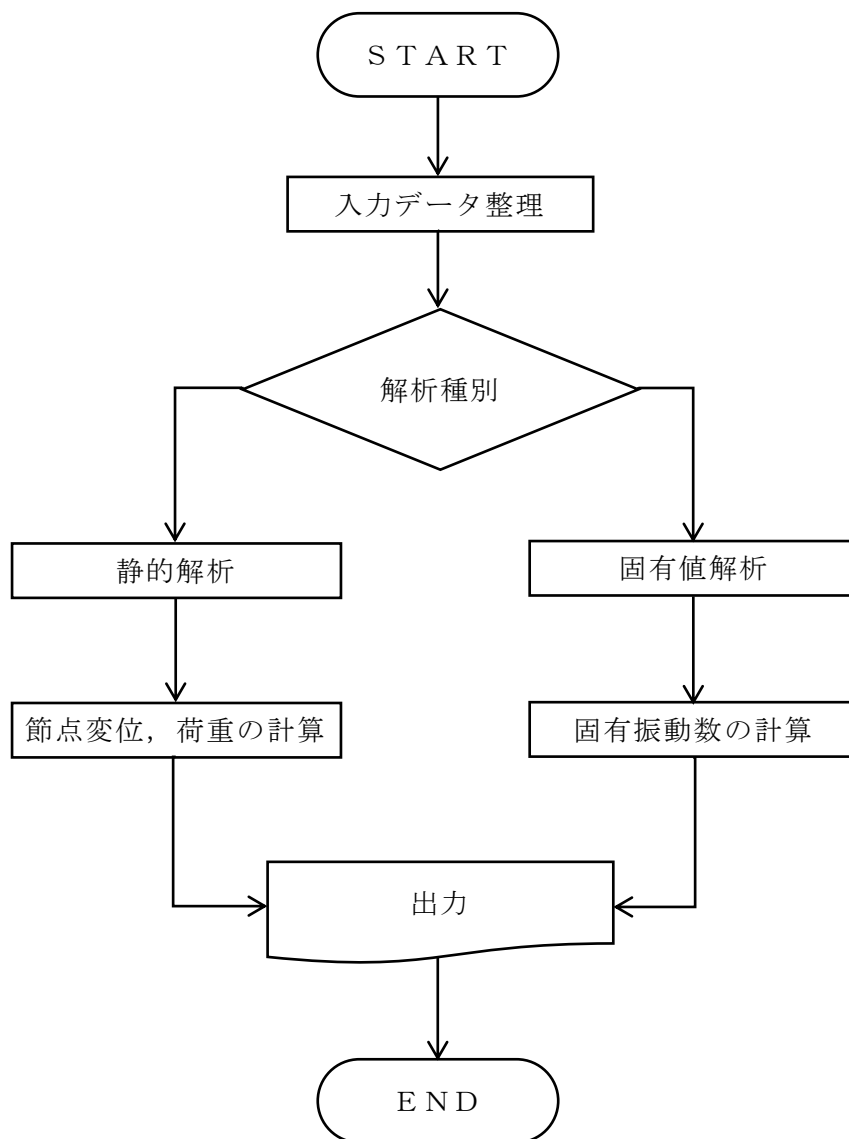 ＳＴＡＲＴ
入力データ整理
解析種別
静的解析
固有値解析
節点変位，荷重の計算
固有振動数の計算
出力
ＥＮＤ